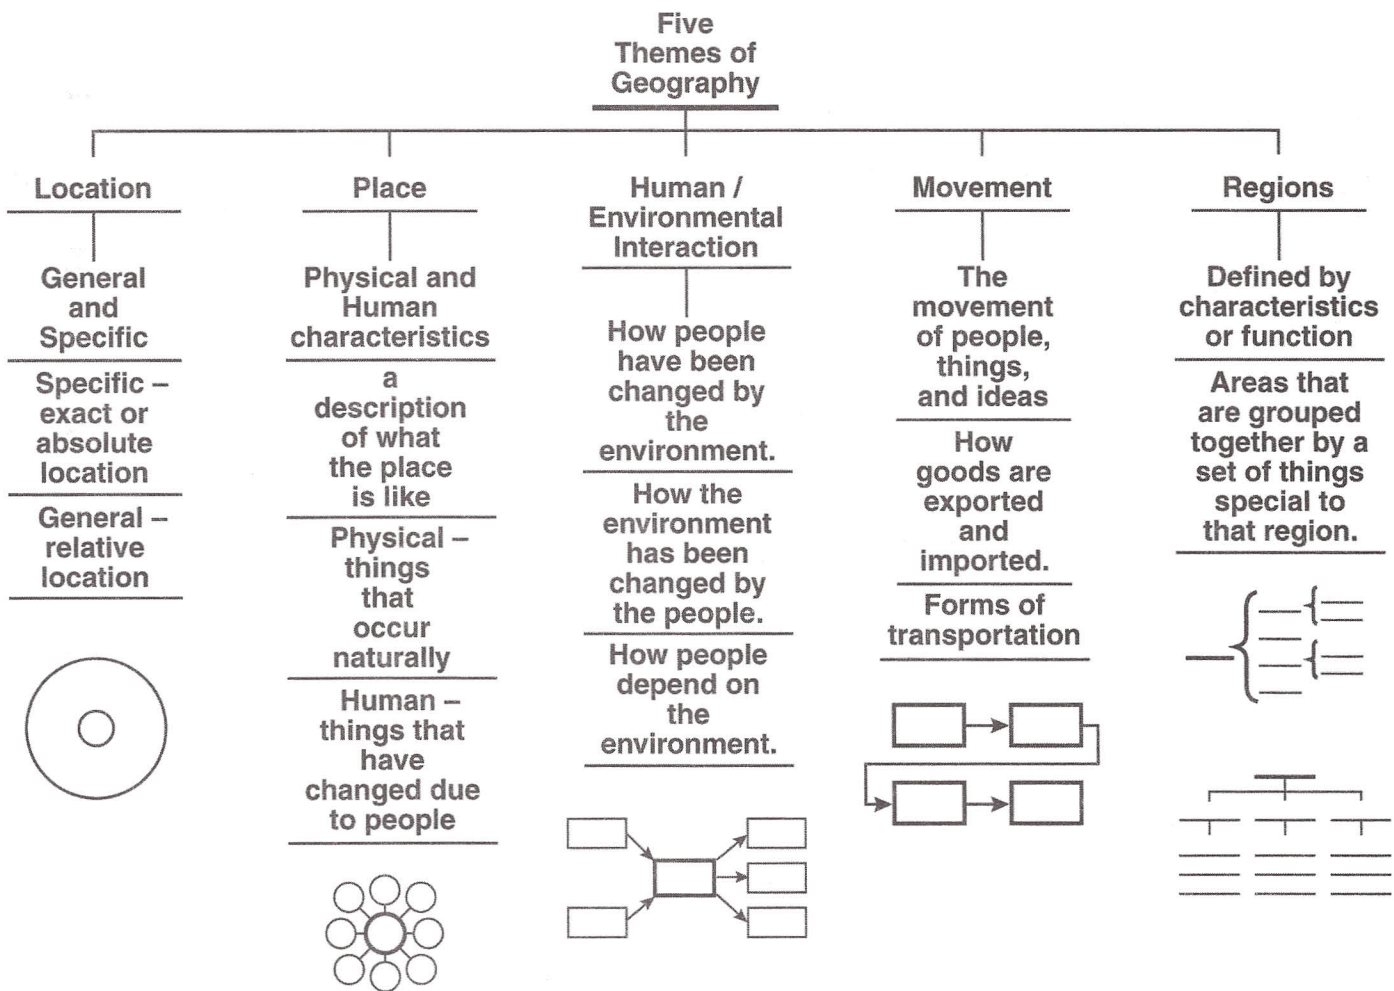 Five
Themes of
Geography
Location
General
and
Specific
Specific –
exact or
absolute
location
General –
relative
location
Place
Physical and
Human
characteristics
a
description
of what
the place
is like
Physical –
things
that
occur
naturally
Human –
things that
have
changed due
to people
Human /
Environmental
Interaction
How people
have been
changed by
the
environment.
How the
environment
has been
changed by
the people.
How people
depend on
the
environment.
Movement
The
movement
of people,
things,
and ideas
How
goods are
exported
and
imported.
Forms of
transportation
Regions
Defined by
characteristics
or function
Areas that
are grouped
together by a
set of things
special to
that region.